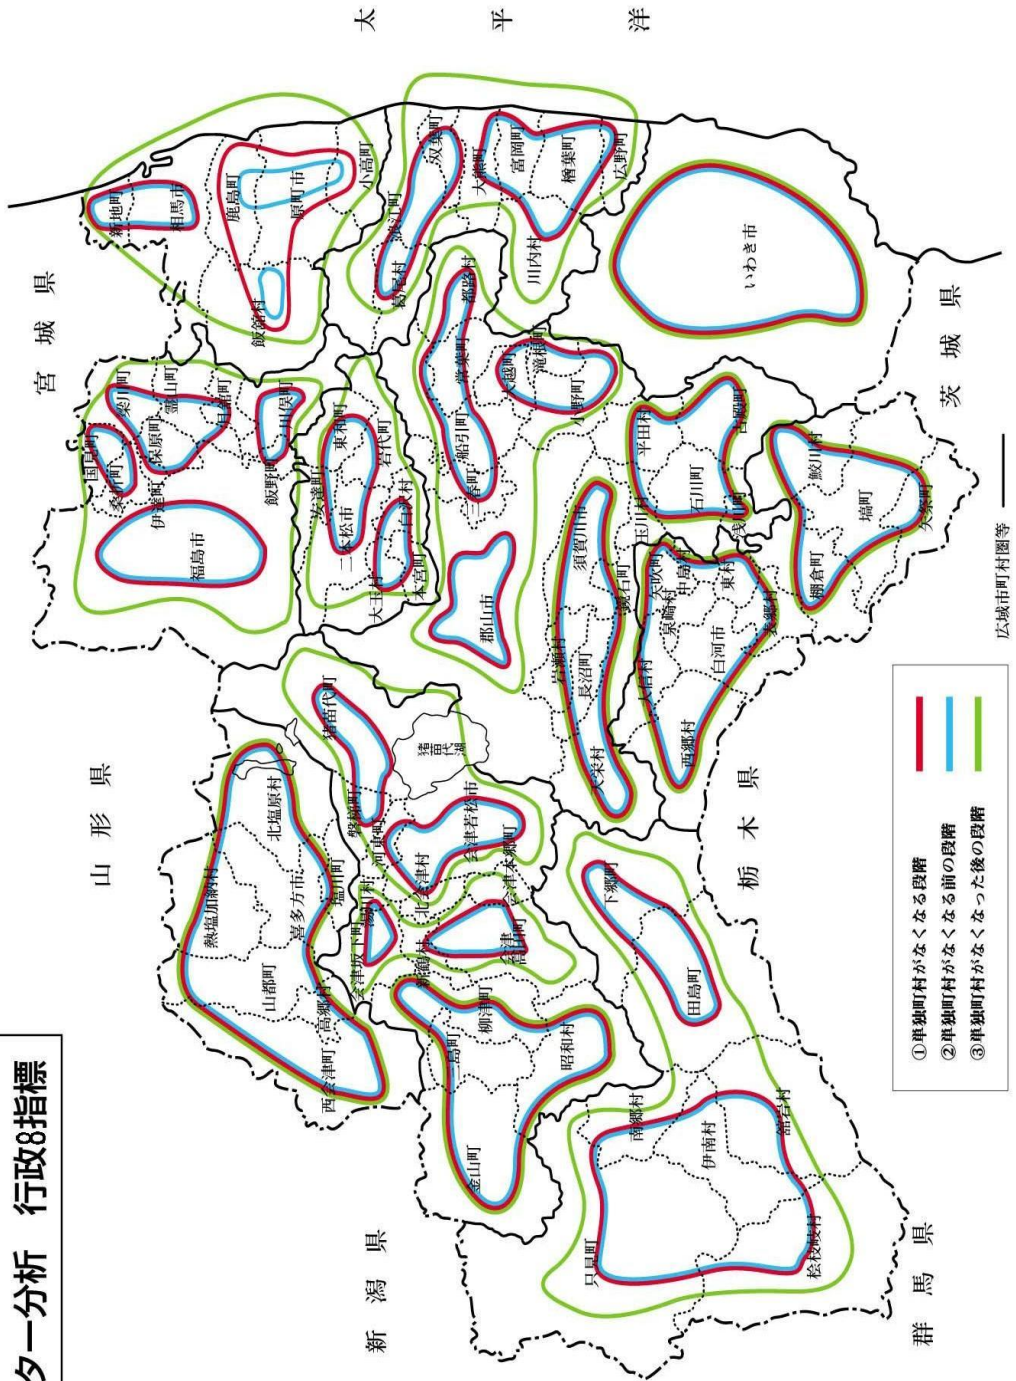 ター分析 行政8指標
山形県
宮城県
新潟県
太平洋
熱塩加納村
北塩原村
山都町
喜多方市
塩川町
高郷村
西会津町
国見町
桑折町
梁川町
伊達町
保原町
霊山町
月舘町
福島市
飯野町
川俣町
新地町
相馬市
鹿島町
飯舘村
原町市
小高町
猪苗代町
磐梯町
猪苗代湖
河東町
会津坂下町
湯川村
北会津村
会津若松市
新鶴村
会津高田町
会津本郷町
柳津町
三島町
金山町
昭和村
安達町
二本松市
東和町
岩代町
大玉村
本宮町
白沢村
葛尾村
浪江町
双葉町
大熊町
富岡町
川内村
楢葉町
広野町
郡山市
三春町
船引町
常葉町
都路村
大越町
滝根町
小野町
只見町
南郷村
伊南村
舘岩村
桧枝岐村
田島町
下郷町
岩瀬村
長沼町
須賀川市
天栄村
鏡石町
玉川村
平田村
石川町
古殿町
浅川町
いわき市
大信村
矢吹町
泉崎村
中島村
西郷村
白河市
東村
表郷村
棚倉町
鮫川村
塙町
矢祭町
群馬県
栃木県
茨城県
①単独町村がなくなる段階
②単独町村がなくなる前の段階
③単独町村がなくなった後の段階
広域市町村圏等